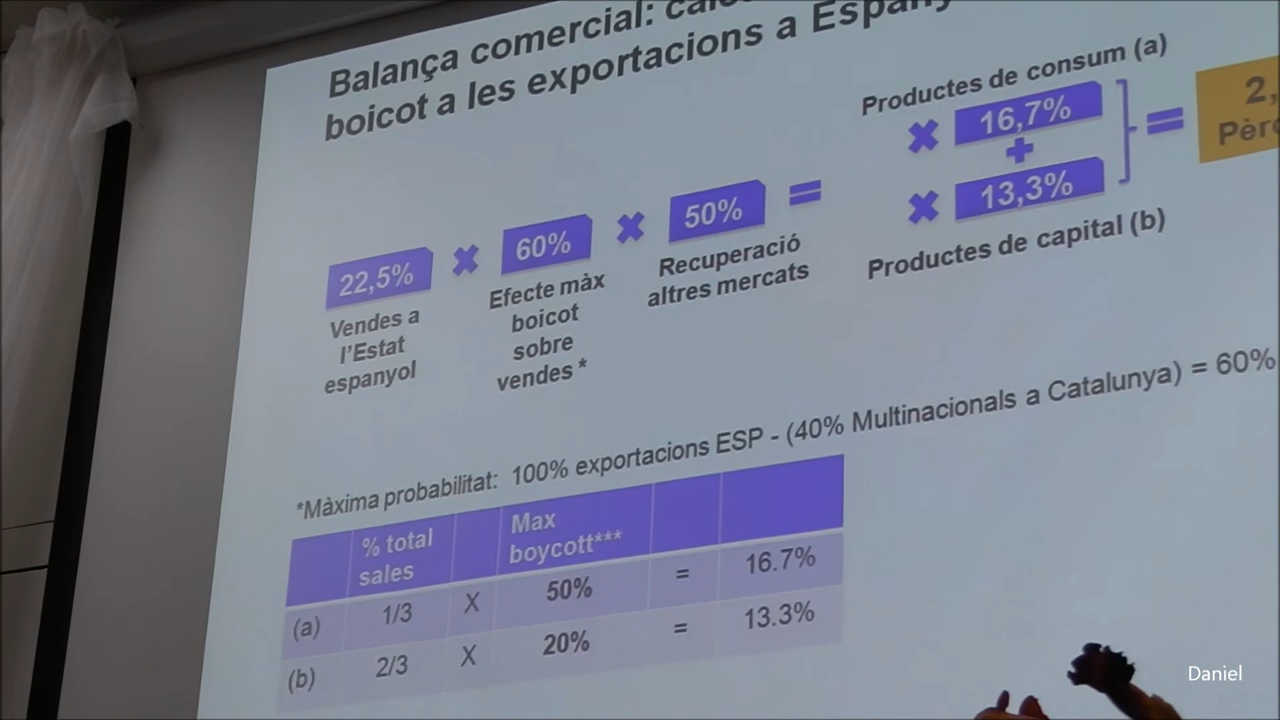 Balança comercial:
boicot a les exportacions a
Productes de consum (a)
✖ 16,7%
+
✖ 13,3%
=
2,
Productes de capital (b)
22,5% ✖ 60% ✖ 50% =
Vendes a
l'Estat
espanyol
Efecte màx
boicot
sobre
vendes *
Recuperació
altres mercats
*Màxima probabilitat: 100% exportacions ESP - (40% Multinacionals a Catalunya) = 60%
% total
sales
Max
boycott***
(a) 1/3 X 50% = 16.7%
(b) 2/3 X 20% = 13.3%
Daniel